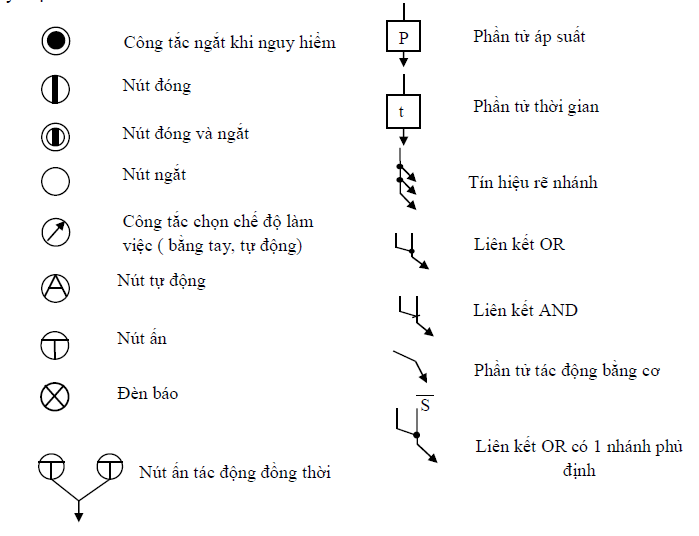 Công tắc ngắt khi nguy hiểm
Nút đóng
Nút đóng và ngắt
Nút ngắt
Công tắc chọn chế độ làm
việc ( bằng tay, tự động)
A
Nút tự động
Nút ấn
Đèn báo
Nút ấn tác động đồng thời
P
Phần tử áp suất
t
Phần tử thời gian
Tín hiệu rẽ nhánh
Liên kết OR
Liên kết AND
Phần tử tác động bằng cơ
S
Liên kết OR có 1 nhánh phủ
định